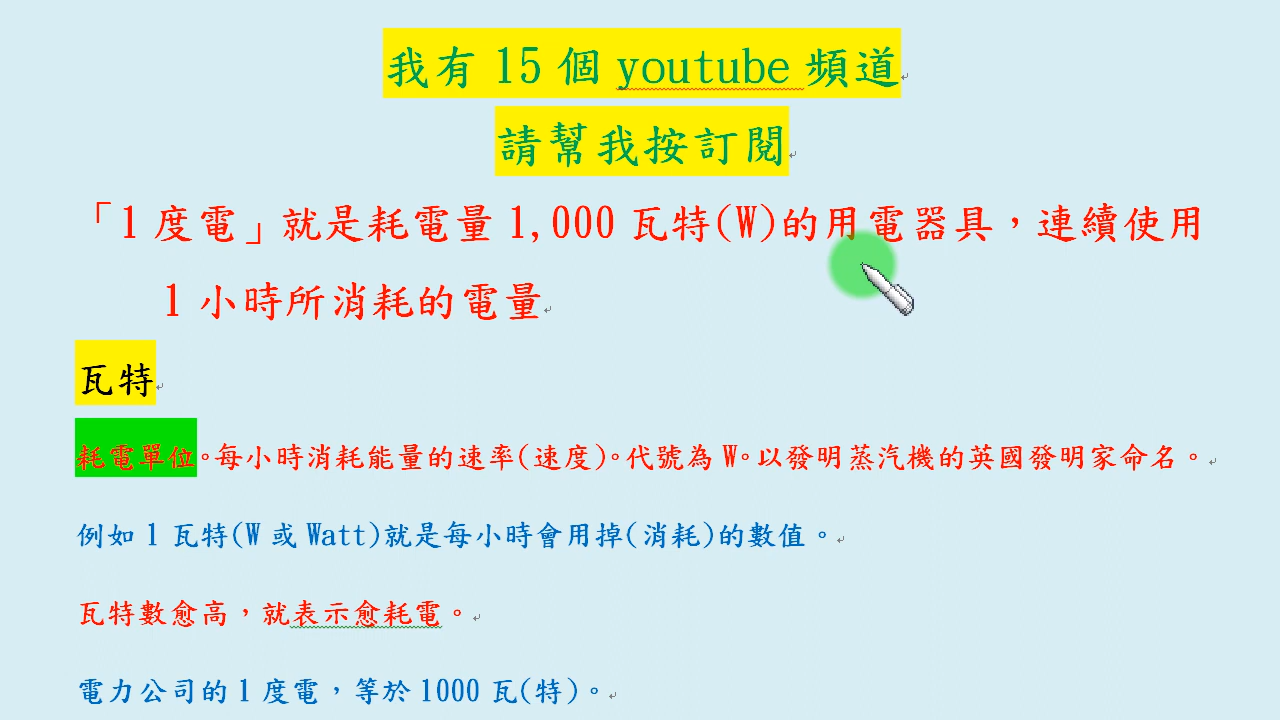 我有 15 個 youtube 頻道
請幫我按訂閱
「1 度電」就是耗電量 1,000 瓦特(W)的用電器具，連續使用
1 小時所消耗的電量
瓦特
耗電單位。每小時消耗能量的速率(速度)。代號為 W。以發明蒸汽機的英國發明家命名。
例如 1 瓦特(W 或 Watt)就是每小時會用掉(消耗)的數值。
瓦特數愈高，就表示愈耗電。
電力公司的 1 度電，等於 1000 瓦(特)。